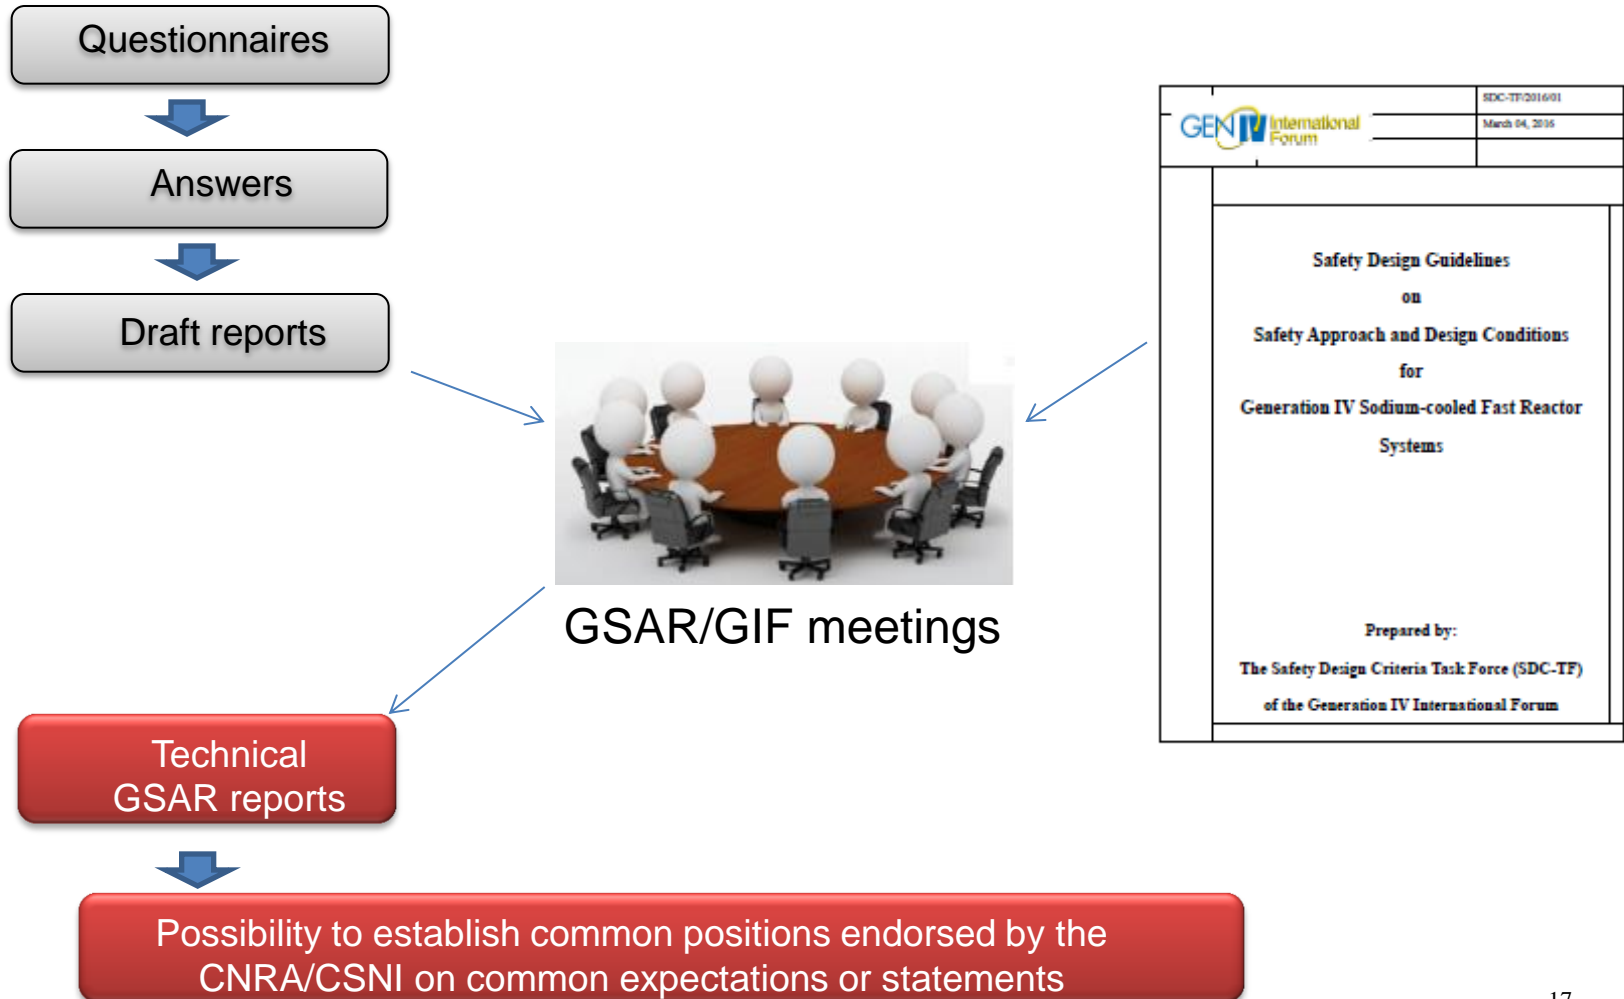 Questionnaires
Answers
Draft reports
GSAR/GIF meetings
Technical
GSAR reports
Possibility to establish common positions endorsed by the
CNRA/CSNI on common expectations or statements
GEN IV International
Forum
SDC-TF/2016/01
March 04, 2016
Safety Design Guidelines
on
Safety Approach and Design Conditions
for
Generation IV Sodium-cooled Fast Reactor
Systems
Prepared by:
The Safety Design Criteria Task Force (SDC-TF)
of the Generation IV International Forum
17